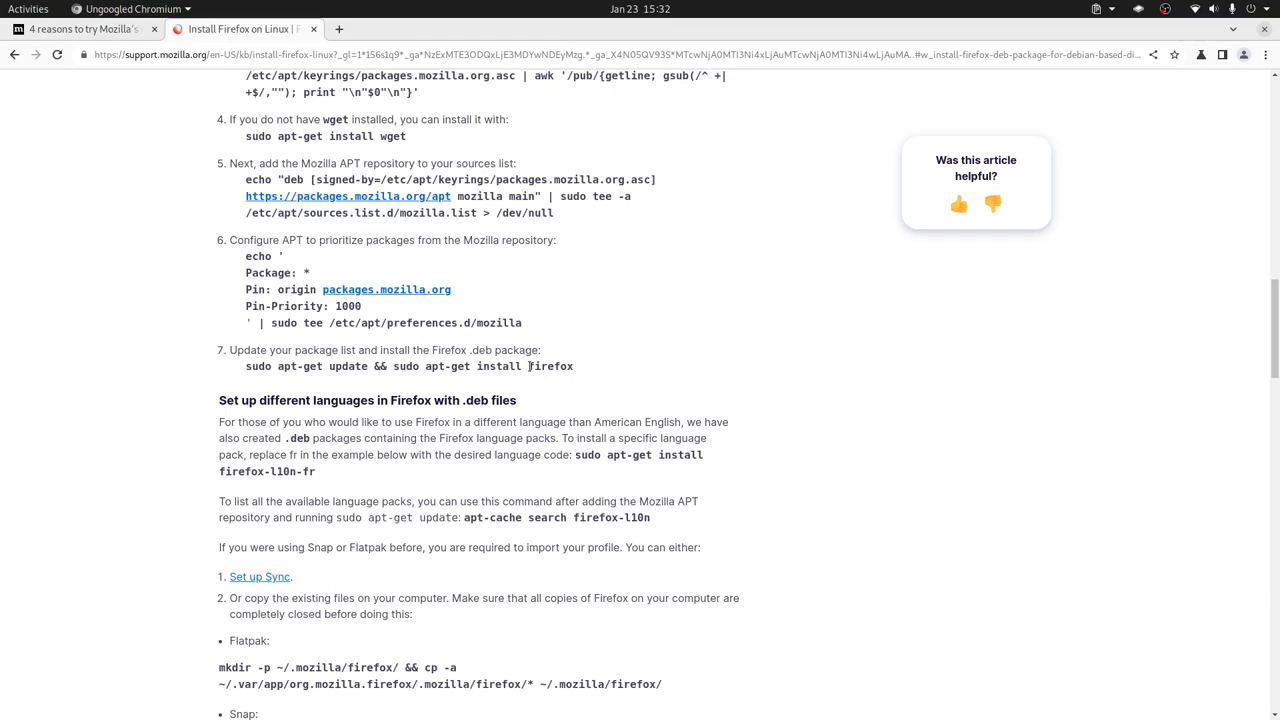 Activities
Ungoogled Chromium
Jan 23 15:32
4 reasons to try Mozilla's
Install Firefox on Linux | F
https://support.mozilla.org/en-US/kb/install-firefox-linux?_gl=1*156s1q9*_ga*NzExMTE3ODQxLjE3MDYwNDEyMzg.*_ga_X4N05QV93S*MTcwNjA0MTI3Ni4xLjAuMTcwNjA0MTI3Ni4wLjAuMA..#w_install-firefox-deb-package-for-debian-based-di...
/etc/apt/keyrings/packages.mozilla.org.asc | awk '/pub/{getline; gsub(/^ +|
+$/,""); print "\n"$0"\n"}'
4. If you do not have wget installed, you can install it with:
sudo apt-get install wget
5. Next, add the Mozilla APT repository to your sources list:
echo "deb [signed-by=/etc/apt/keyrings/packages.mozilla.org.asc]
https://packages.mozilla.org/apt mozilla main" | sudo tee -a
/etc/apt/sources.list.d/mozilla.list > /dev/null
6. Configure APT to prioritize packages from the Mozilla repository:
echo '
Package: *
Pin: origin packages.mozilla.org
Pin-Priority: 1000
' | sudo tee /etc/apt/preferences.d/mozilla
7. Update your package list and install the Firefox .deb package:
sudo apt-get update && sudo apt-get install firefox
Set up different languages in Firefox with .deb files
For those of you who would like to use Firefox in a different language than American English, we have
also created .deb packages containing the Firefox language packs. To install a specific language
pack, replace fr in the example below with the desired language code: sudo apt-get install
firefox-l10n-fr
To list all the available language packs, you can use this command after adding the Mozilla APT
repository and running sudo apt-get update: apt-cache search firefox-l10n
If you were using Snap or Flatpak before, you are required to import your profile. You can either:
1. Set up Sync.
2. Or copy the existing files on your computer. Make sure that all copies of Firefox on your computer are
completely closed before doing this:
• Flatpak:
mkdir -p ~/.mozilla/firefox/ && cp -a
~/.var/app/org.mozilla.firefox/.mozilla/firefox/* ~/.mozilla/firefox/
• Snap:
Was this article
helpful?